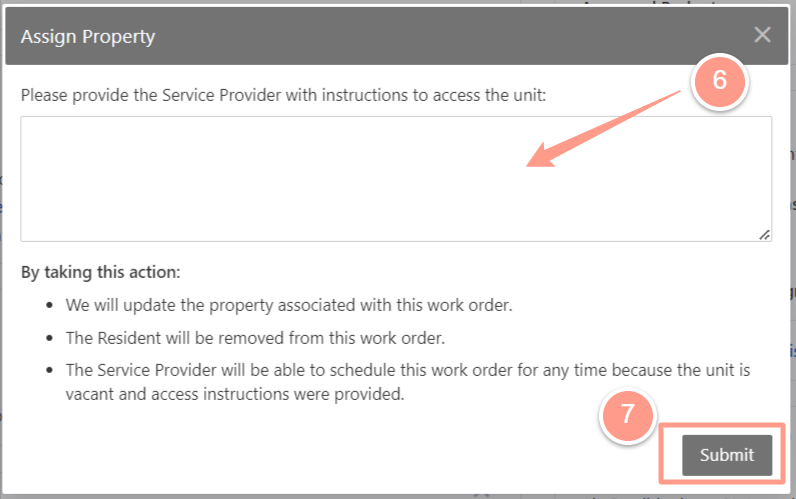 Assign Property
Please provide the Service Provider with instructions to access the unit:
6
By taking this action:
• We will update the property associated with this work order.
• The Resident will be removed from this work order.
• The Service Provider will be able to schedule this work order for any time because the unit is
vacant and access instructions were provided.
7
Submit